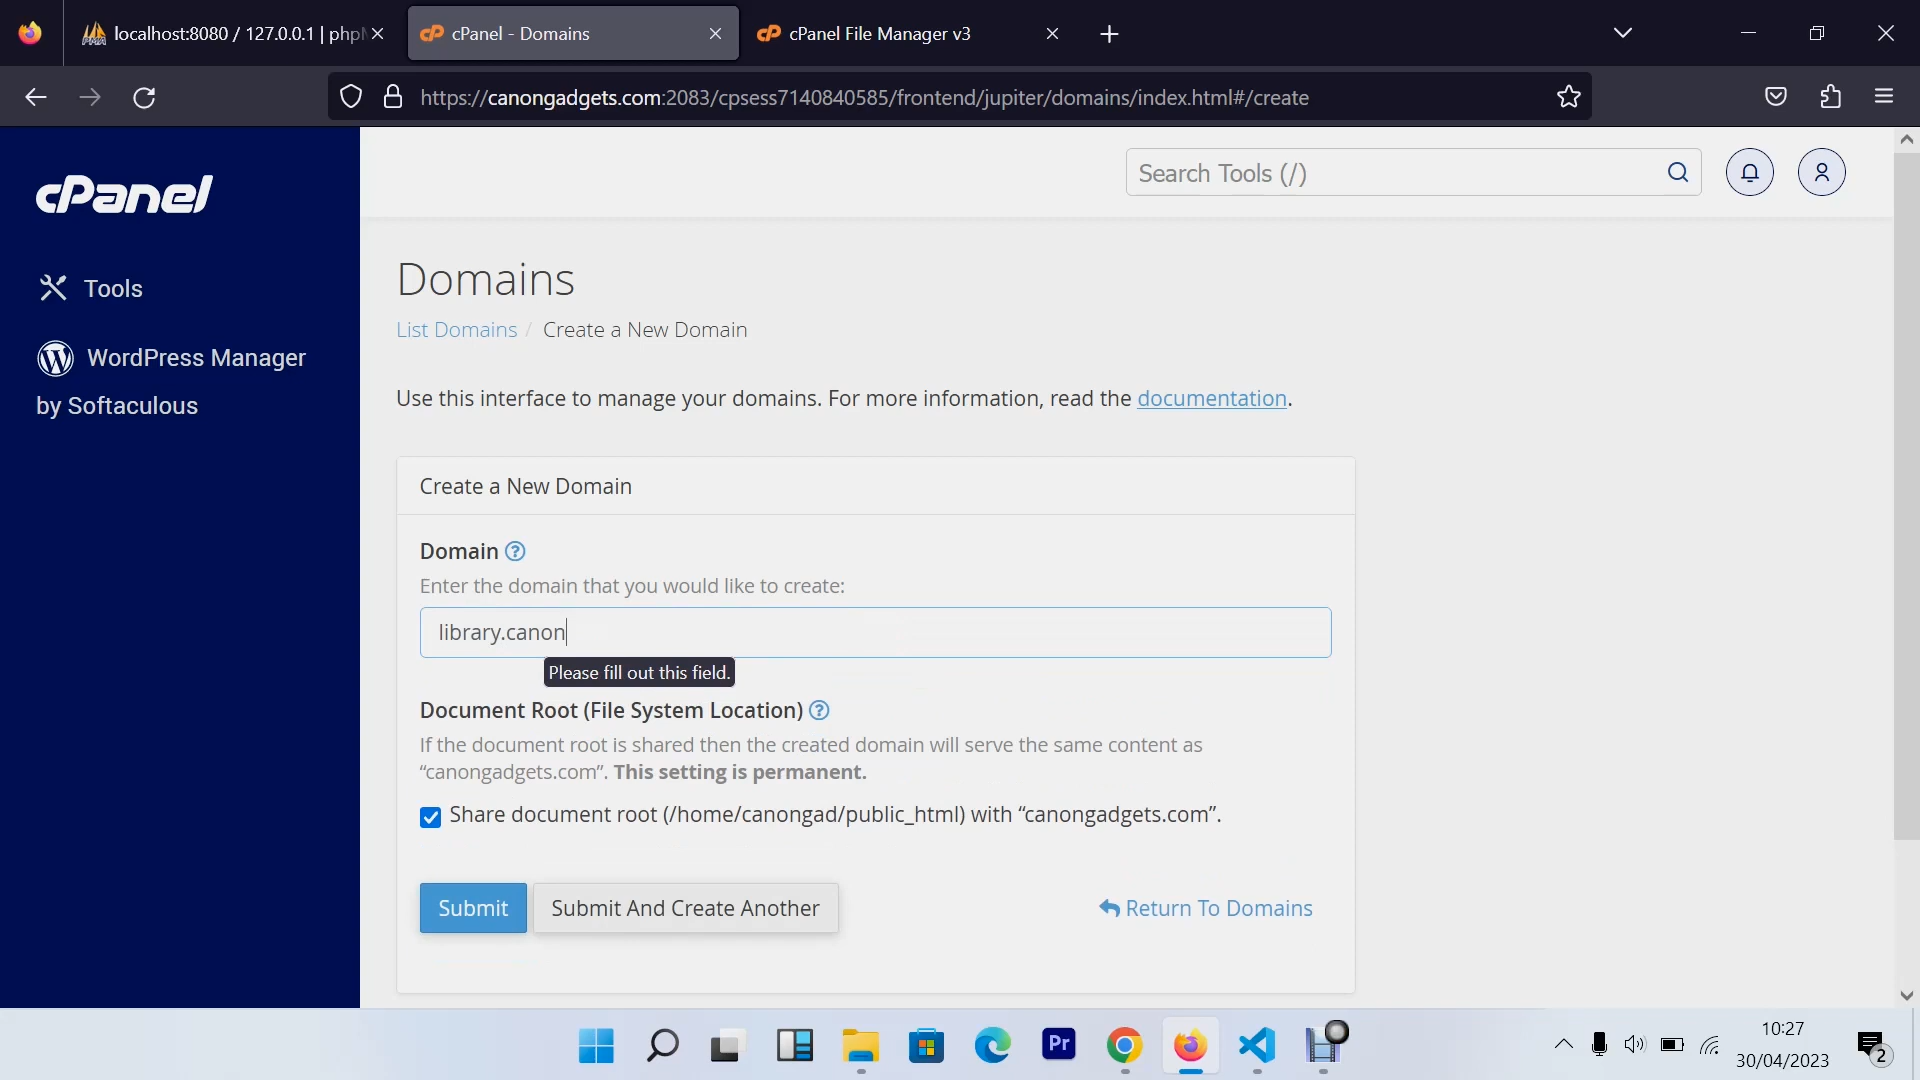 localhost:8080 / 127.0.0.1 | php
cPanel - Domains
cPanel File Manager v3
https://canongadgets.com:2083/cpsess7140840585/frontend/jupiter/domains/index.html#/create
cPanel
Search Tools (/)
Tools
WordPress Manager
by Softaculous
Domains
List Domains / Create a New Domain
Use this interface to manage your domains. For more information, read the documentation.
Create a New Domain
Domain
Enter the domain that you would like to create:
library.canon
Please fill out this field.
Document Root (File System Location)
If the document root is shared then the created domain will serve the same content as
“canongadgets.com”. This setting is permanent.
Share document root (/home/canongad/public_html) with “canongadgets.com”.
Submit
Submit And Create Another
Return To Domains
Pr
10:27
30/04/2023
2